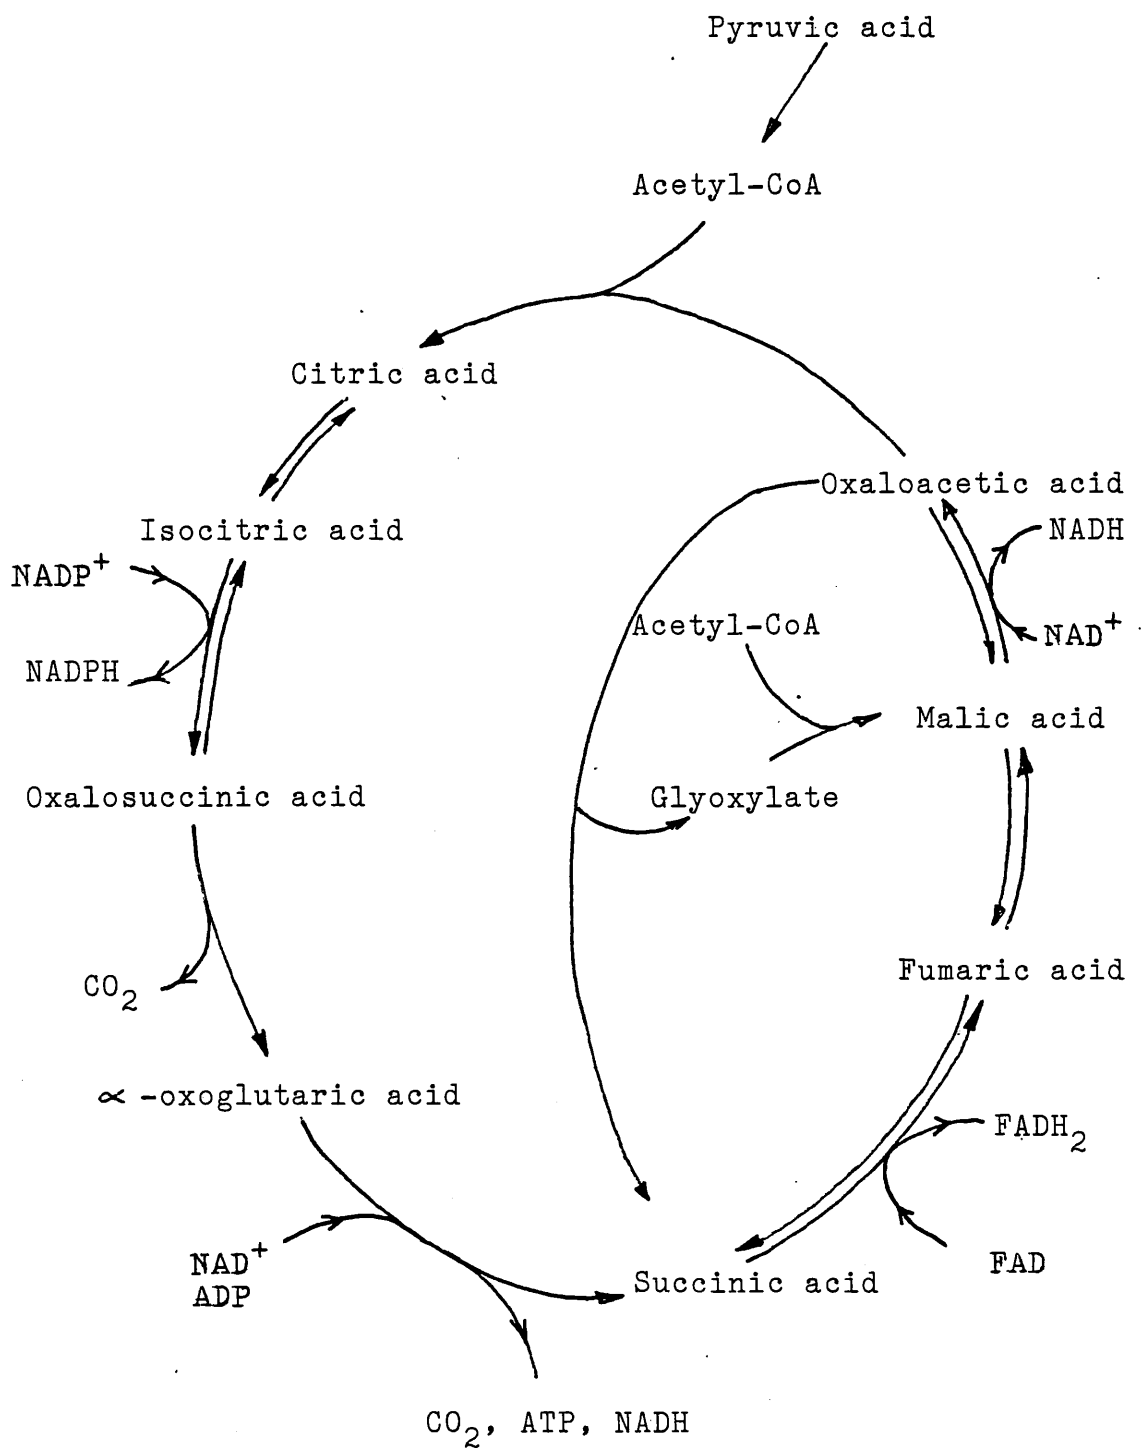 Pyruvic acid
Acetyl-CoA
Citric acid
Oxaloacetic acid
Isocitric acid
NADH
NADP⁺
Acetyl-CoA
NAD⁺
NADPH
Malic acid
Oxalosuccinic acid
Glyoxylate
Fumaric acid
CO₂
∝ -oxoglutaric acid
FADH₂
NAD⁺
ADP
FAD
Succinic acid
CO₂, ATP, NADH